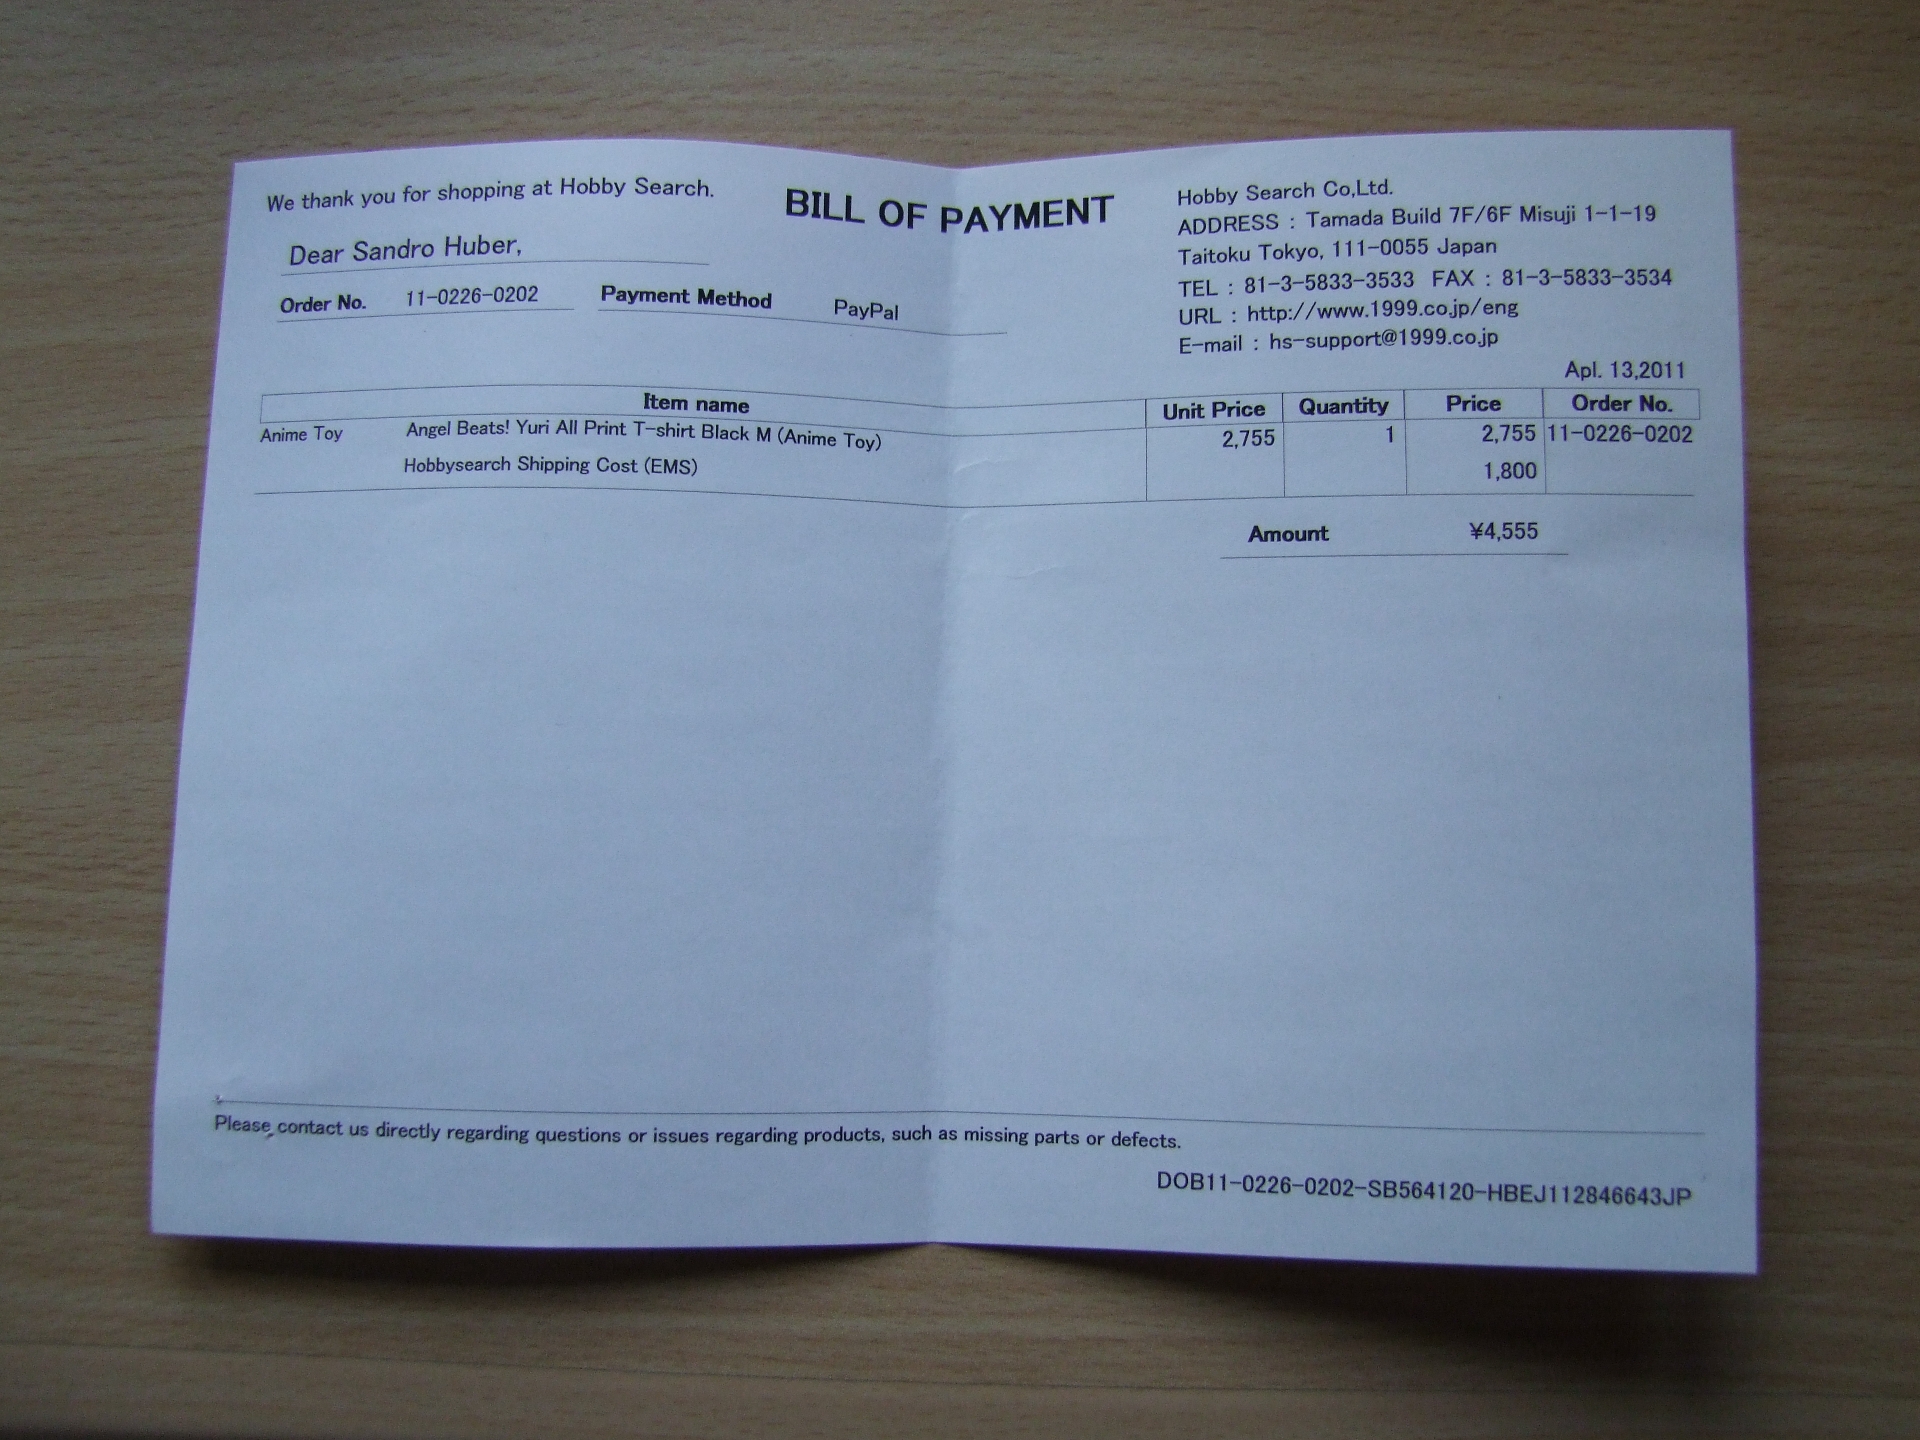 We thank you for shopping at Hobby Search.
BILL OF PAYMENT
Dear Sandro Huber,
Order No. 11-0226-0202 Payment Method PayPal
Hobby Search Co,Ltd.
ADDRESS : Tamada Build 7F/6F Misuji 1-1-19
Taitoku Tokyo, 111-0055 Japan
TEL : 81-3-5833-3533 FAX : 81-3-5833-3534
URL : http://www.1999.co.jp/eng
E-mail : hs-support@1999.co.jp
Apl. 13,2011
Item name Unit Price Quantity Price Order No.
Anime Toy Angel Beats! Yuri All Print T-shirt Black M (Anime Toy) 2,755 1 2,755 11-0226-0202
Hobbysearch Shipping Cost (EMS) 1,800
Amount ¥4,555
Please contact us directly regarding questions or issues regarding products, such as missing parts or defects.
DOB11-0226-0202-SB564120-HBEJ112846643JP